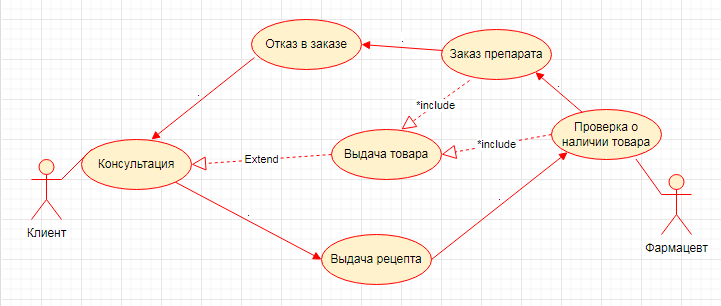 Отказ в заказе
Заказ препарата
*include
Проверка о
наличии товара
*include
Выдача товара
Extend
Консультация
Клиент
Выдача рецепта
Фармацевт